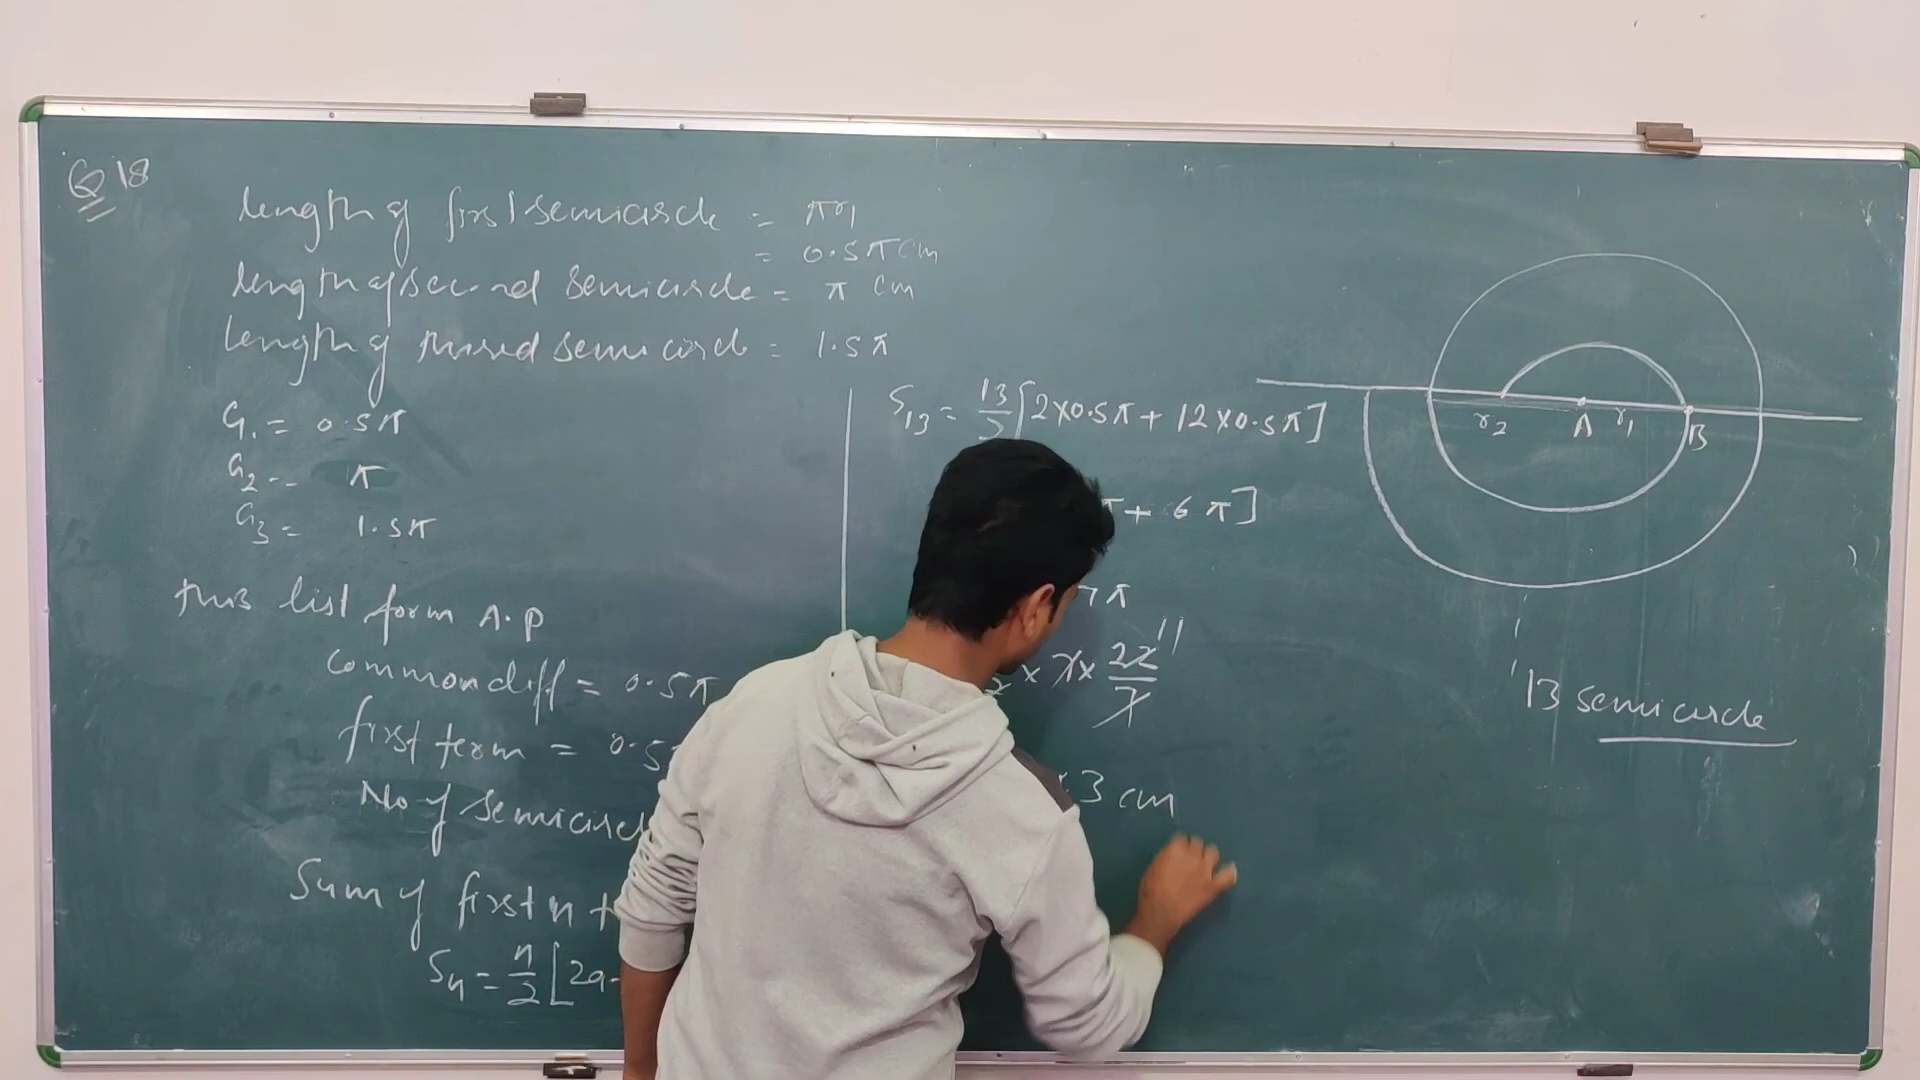 Q 18
length of first semicircle = πr1
= 0.5π cm
length of second semicircle = π cm
length of third semicircle = 1.5π
a1 = 0.5π
a2 = π
a3 = 1.5π
this list form A.P
common diff = 0.5π
first term = 0.5
No of semicircl
Sum of first n t
Sn = n/2 [2a
S13 = 13/2 [2×0.5π + 12×0.5π]
π + 6π]
7π
2 × 7 × 22/7 11
3 cm
r2 A r1 B
13 semicircle